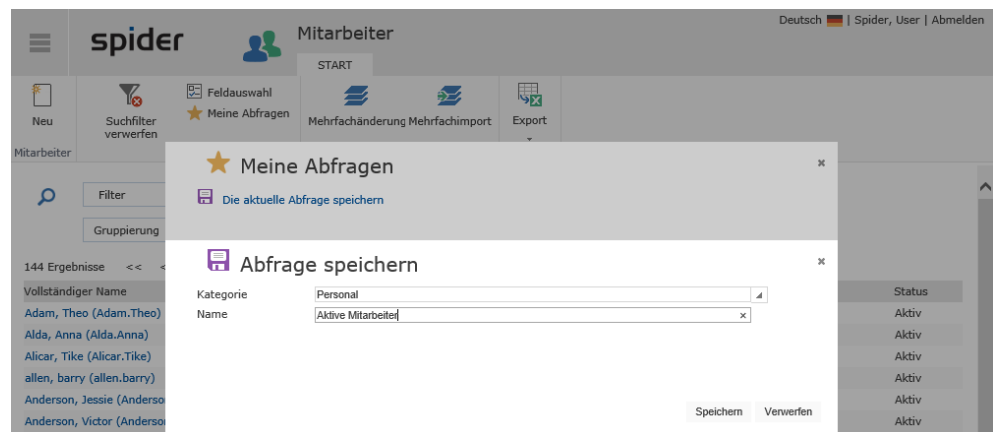 Deutsch | Spider, User | Abmelden
spider
Mitarbeiter
START
Neu
Suchfilter verwerfen
Feldauswahl
Meine Abfragen
Mehrfachänderung
Mehrfachimport
Export
Mitarbeiter
Meine Abfragen
Filter
Die aktuelle Abfrage speichern
Gruppierung
Abfrage speichern
144 Ergebnisse <<
Vollständiger Name
Status
Kategorie
Personal
Name
Aktive Mitarbeiter
Adam, Theo (Adam.Theo)
Aktiv
Alda, Anna (Alda.Anna)
Aktiv
Alicar, Tike (Alicar.Tike)
Aktiv
allen, barry (allen.barry)
Aktiv
Anderson, Jessie (Anderso
Aktiv
Anderson, Victor (Anderso
Aktiv
Speichern
Verwerfen